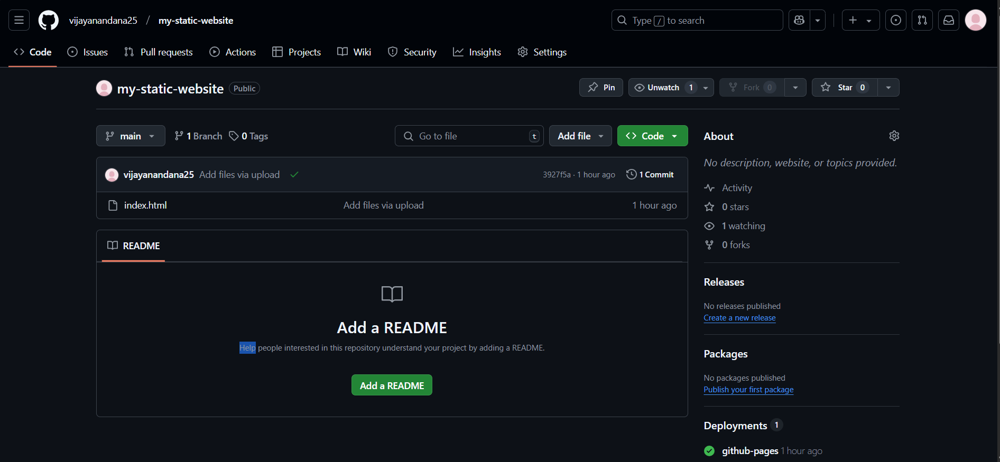 vijayanandana25 / my-static-website
Type / to search
Code Issues Pull requests Actions Projects Wiki Security Insights Settings
my-static-website Public
Pin Unwatch 1 Fork 0 Star 0
main 1 Branch 0 Tags Go to file t Add file Code
vijayanandana25 Add files via upload 3927f5a · 1 hour ago 1 Commit
index.html Add files via upload 1 hour ago
README
Add a README
Help people interested in this repository understand your project by adding a README.
Add a README
About
No description, website, or topics provided.
Activity
0 stars
1 watching
0 forks
Releases
No releases published
Create a new release
Packages
No packages published
Publish your first package
Deployments 1
github-pages 1 hour ago